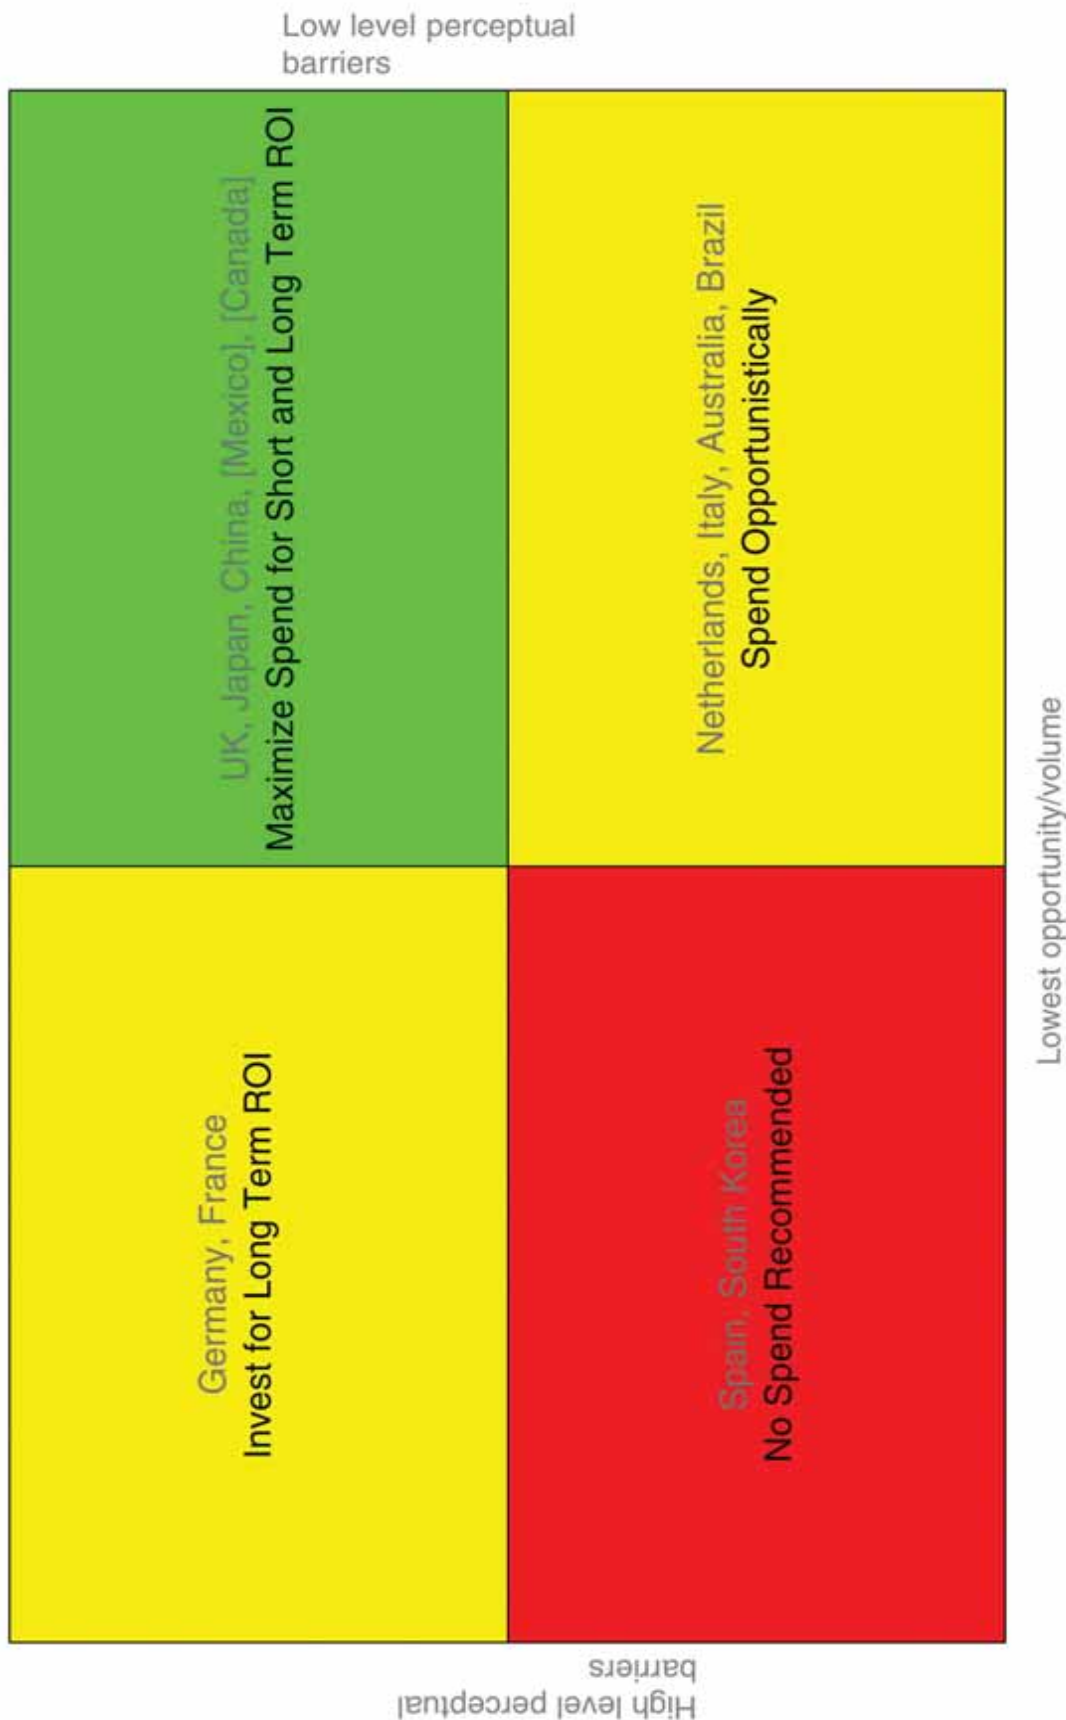 Low level perceptual
barriers
UK, Japan, China, [Mexico], [Canada]
Maximize Spend for Short and Long Term ROI
Germany, France
Invest for Long Term ROI
Netherlands, Italy, Australia, Brazil
Spend Opportunistically
Spain, South Korea
No Spend Recommended
High level perceptual
barriers
Lowest opportunity/volume